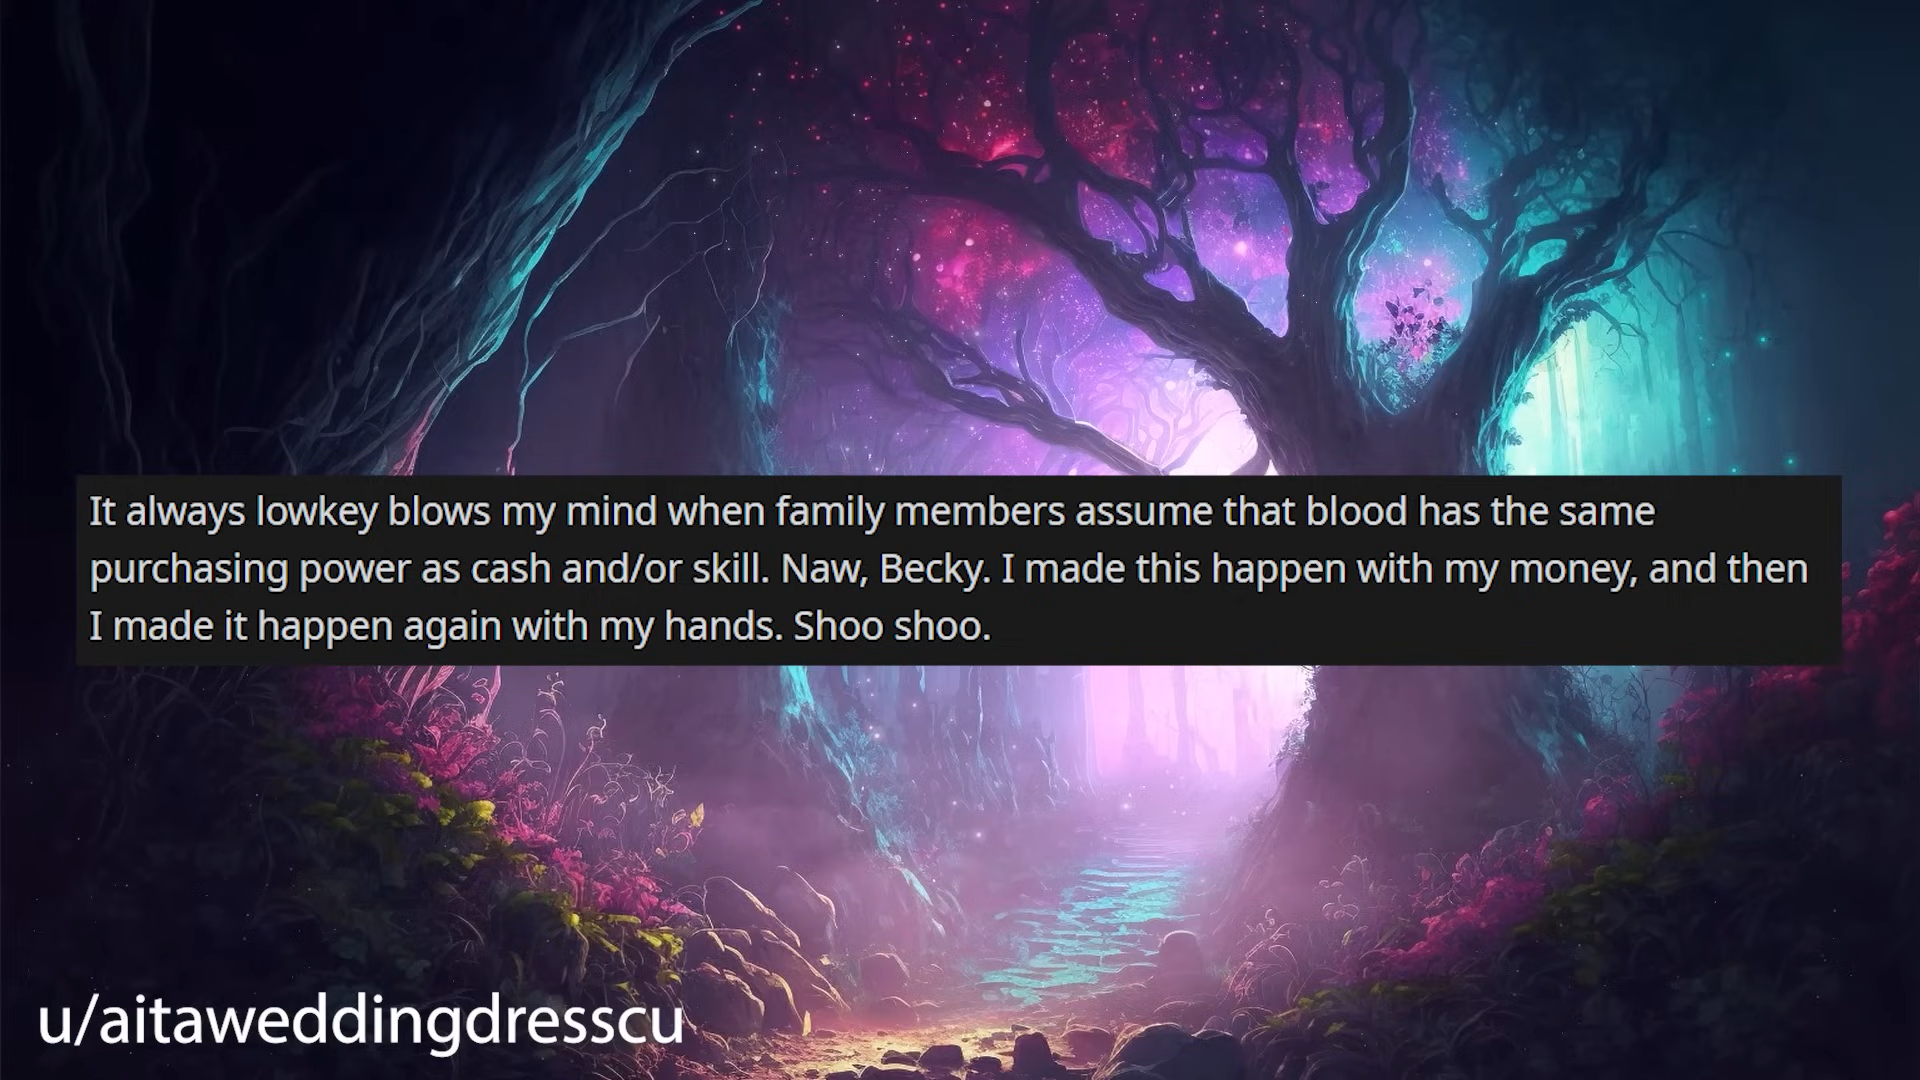 It always lowkey blows my mind when family members assume that blood has the same
purchasing power as cash and/or skill. Naw, Becky. I made this happen with my money, and then
I made it happen again with my hands. Shoo shoo.
u/aitaweddingdresscu